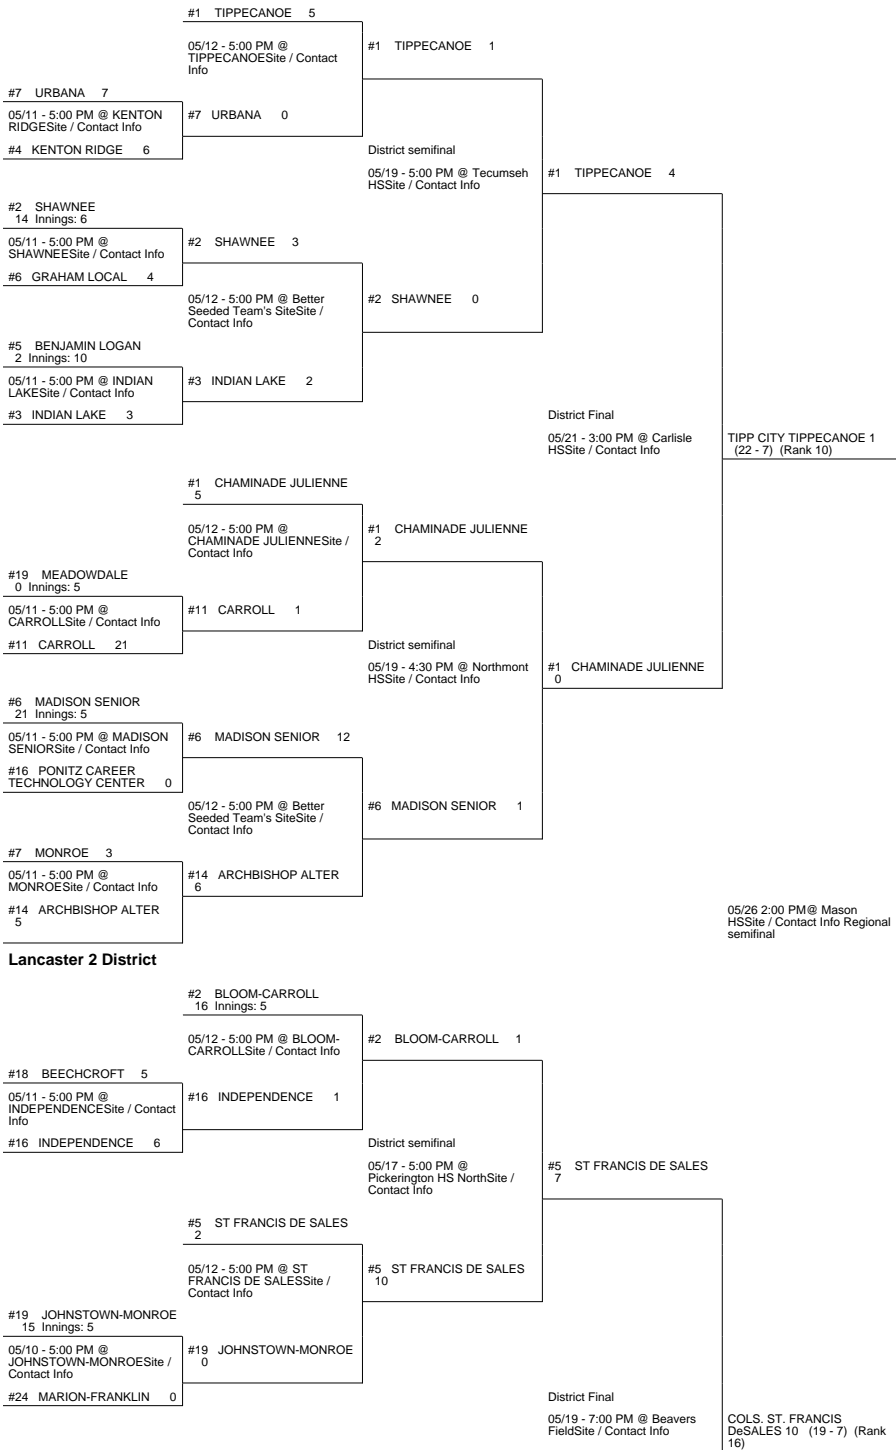 #1 TIPPECANOE 5
05/12 - 5:00 PM @
TIPPECANOESite / Contact
Info
#1 TIPPECANOE 1
#7 URBANA 7
05/11 - 5:00 PM @ KENTON
RIDGESite / Contact Info
#7 URBANA 0
#4 KENTON RIDGE 6
District semifinal
05/19 - 5:00 PM @ Tecumseh
HSSite / Contact Info
#1 TIPPECANOE 4
#2 SHAWNEE
14 Innings: 6
05/11 - 5:00 PM @
SHAWNEESite / Contact Info
#2 SHAWNEE 3
#6 GRAHAM LOCAL 4
05/12 - 5:00 PM @ Better
Seeded Team's SiteSite /
Contact Info
#2 SHAWNEE 0
#5 BENJAMIN LOGAN
2 Innings: 10
05/11 - 5:00 PM @ INDIAN
LAKESite / Contact Info
#3 INDIAN LAKE 2
#3 INDIAN LAKE 3
District Final
05/21 - 3:00 PM @ Carlisle
HSSite / Contact Info
TIPP CITY TIPPECANOE 1
(22 - 7) (Rank 10)
#1 CHAMINADE JULIENNE
5
05/12 - 5:00 PM @
CHAMINADE JULIENNESite /
Contact Info
#1 CHAMINADE JULIENNE
2
#19 MEADOWDALE
0 Innings: 5
05/11 - 5:00 PM @
CARROLLSite / Contact Info
#11 CARROLL 1
#11 CARROLL 21
District semifinal
05/19 - 4:30 PM @ Northmont
HSSite / Contact Info
#1 CHAMINADE JULIENNE
0
#6 MADISON SENIOR
21 Innings: 5
05/11 - 5:00 PM @ MADISON
SENIORSite / Contact Info
#6 MADISON SENIOR 12
#16 PONITZ CAREER
TECHNOLOGY CENTER 0
05/12 - 5:00 PM @ Better
Seeded Team's SiteSite /
Contact Info
#6 MADISON SENIOR 1
#7 MONROE 3
05/11 - 5:00 PM @
MONROESite / Contact Info
#14 ARCHBISHOP ALTER
6
#14 ARCHBISHOP ALTER
5
05/26 2:00 PM@ Mason
HSSite / Contact Info Regional
semifinal
Lancaster 2 District
#2 BLOOM-CARROLL
16 Innings: 5
05/12 - 5:00 PM @ BLOOM-
CARROLLSite / Contact Info
#2 BLOOM-CARROLL 1
#18 BEECHCROFT 5
05/11 - 5:00 PM @
INDEPENDENCESite / Contact
Info
#16 INDEPENDENCE 1
#16 INDEPENDENCE 6
District semifinal
05/17 - 5:00 PM @
Pickerington HS NorthSite /
Contact Info
#5 ST FRANCIS DE SALES
7
#5 ST FRANCIS DE SALES
2
05/12 - 5:00 PM @ ST
FRANCIS DE SALESSite /
Contact Info
#5 ST FRANCIS DE SALES
10
#19 JOHNSTOWN-MONROE
15 Innings: 5
05/10 - 5:00 PM @
JOHNSTOWN-MONROESite /
Contact Info
#19 JOHNSTOWN-MONROE
0
#24 MARION-FRANKLIN 0
District Final
05/19 - 7:00 PM @ Beavers
FieldSite / Contact Info
COLS. ST. FRANCIS
DeSALES 10 (19 - 7) (Rank
16)